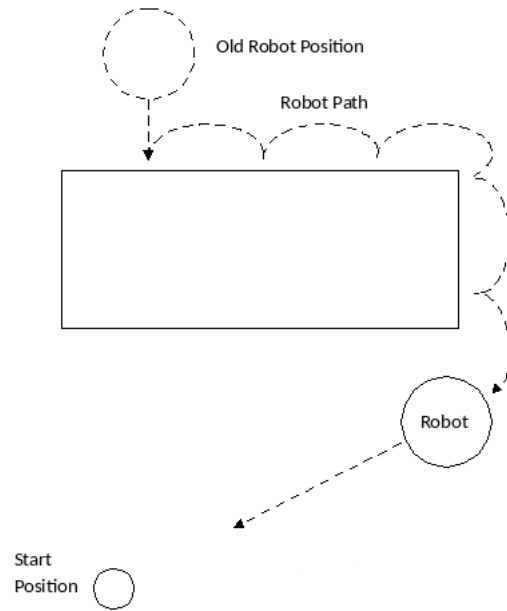 Old Robot Position
Robot Path
Robot
Start
Position